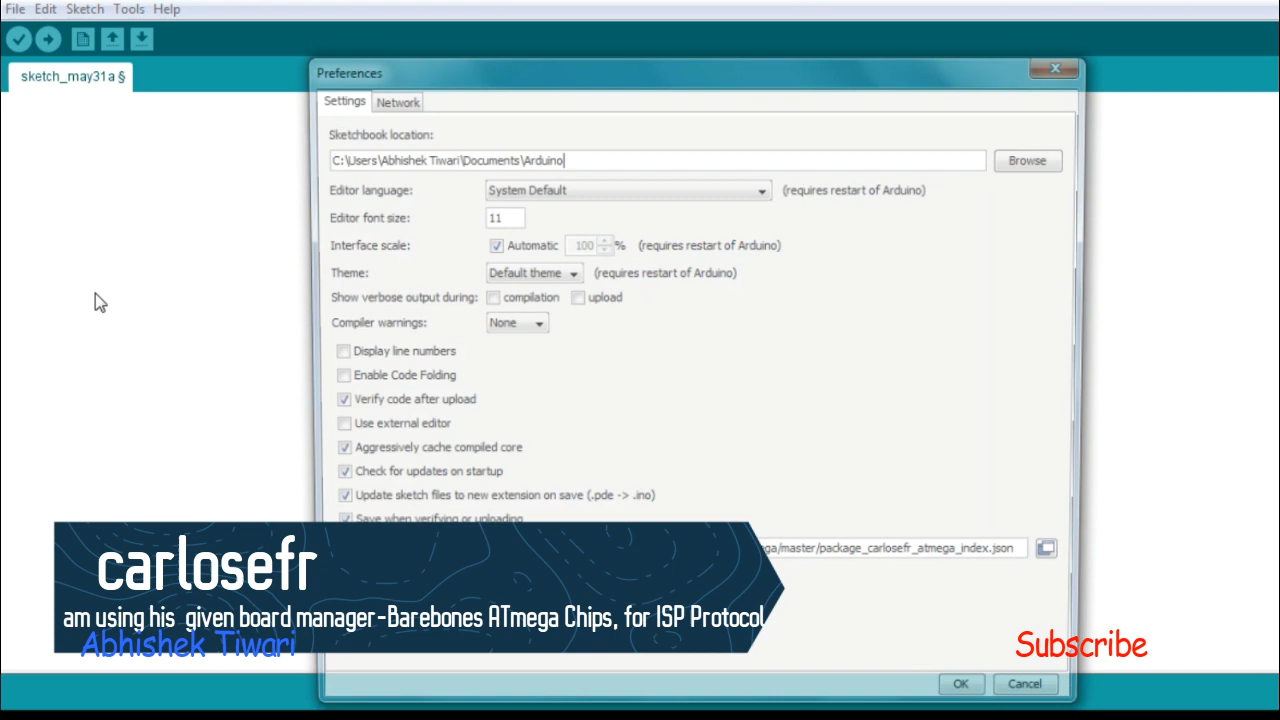 File Edit Sketch Tools Help
sketch_may31a §
Preferences
Settings Network
Sketchbook location:
C:\Users\Abhishek Tiwari\Documents\Arduino
Browse
Editor language: System Default (requires restart of Arduino)
Editor font size: 11
Interface scale: Automatic 100 % (requires restart of Arduino)
Theme: Default theme (requires restart of Arduino)
Show verbose output during: compilation upload
Compiler warnings: None
Display line numbers
Enable Code Folding
Verify code after upload
Use external editor
Aggressively cache compiled core
Check for updates on startup
Update sketch files to new extension on save (.pde -> .ino)
Save when verifying or uploading
ga/master/package_carlosefr_atmega_index.json
carlosefr
am using his given board manager-Barebones ATmega Chips, for ISP Protocol
Abhishek Tiwari
Subscribe
OK Cancel